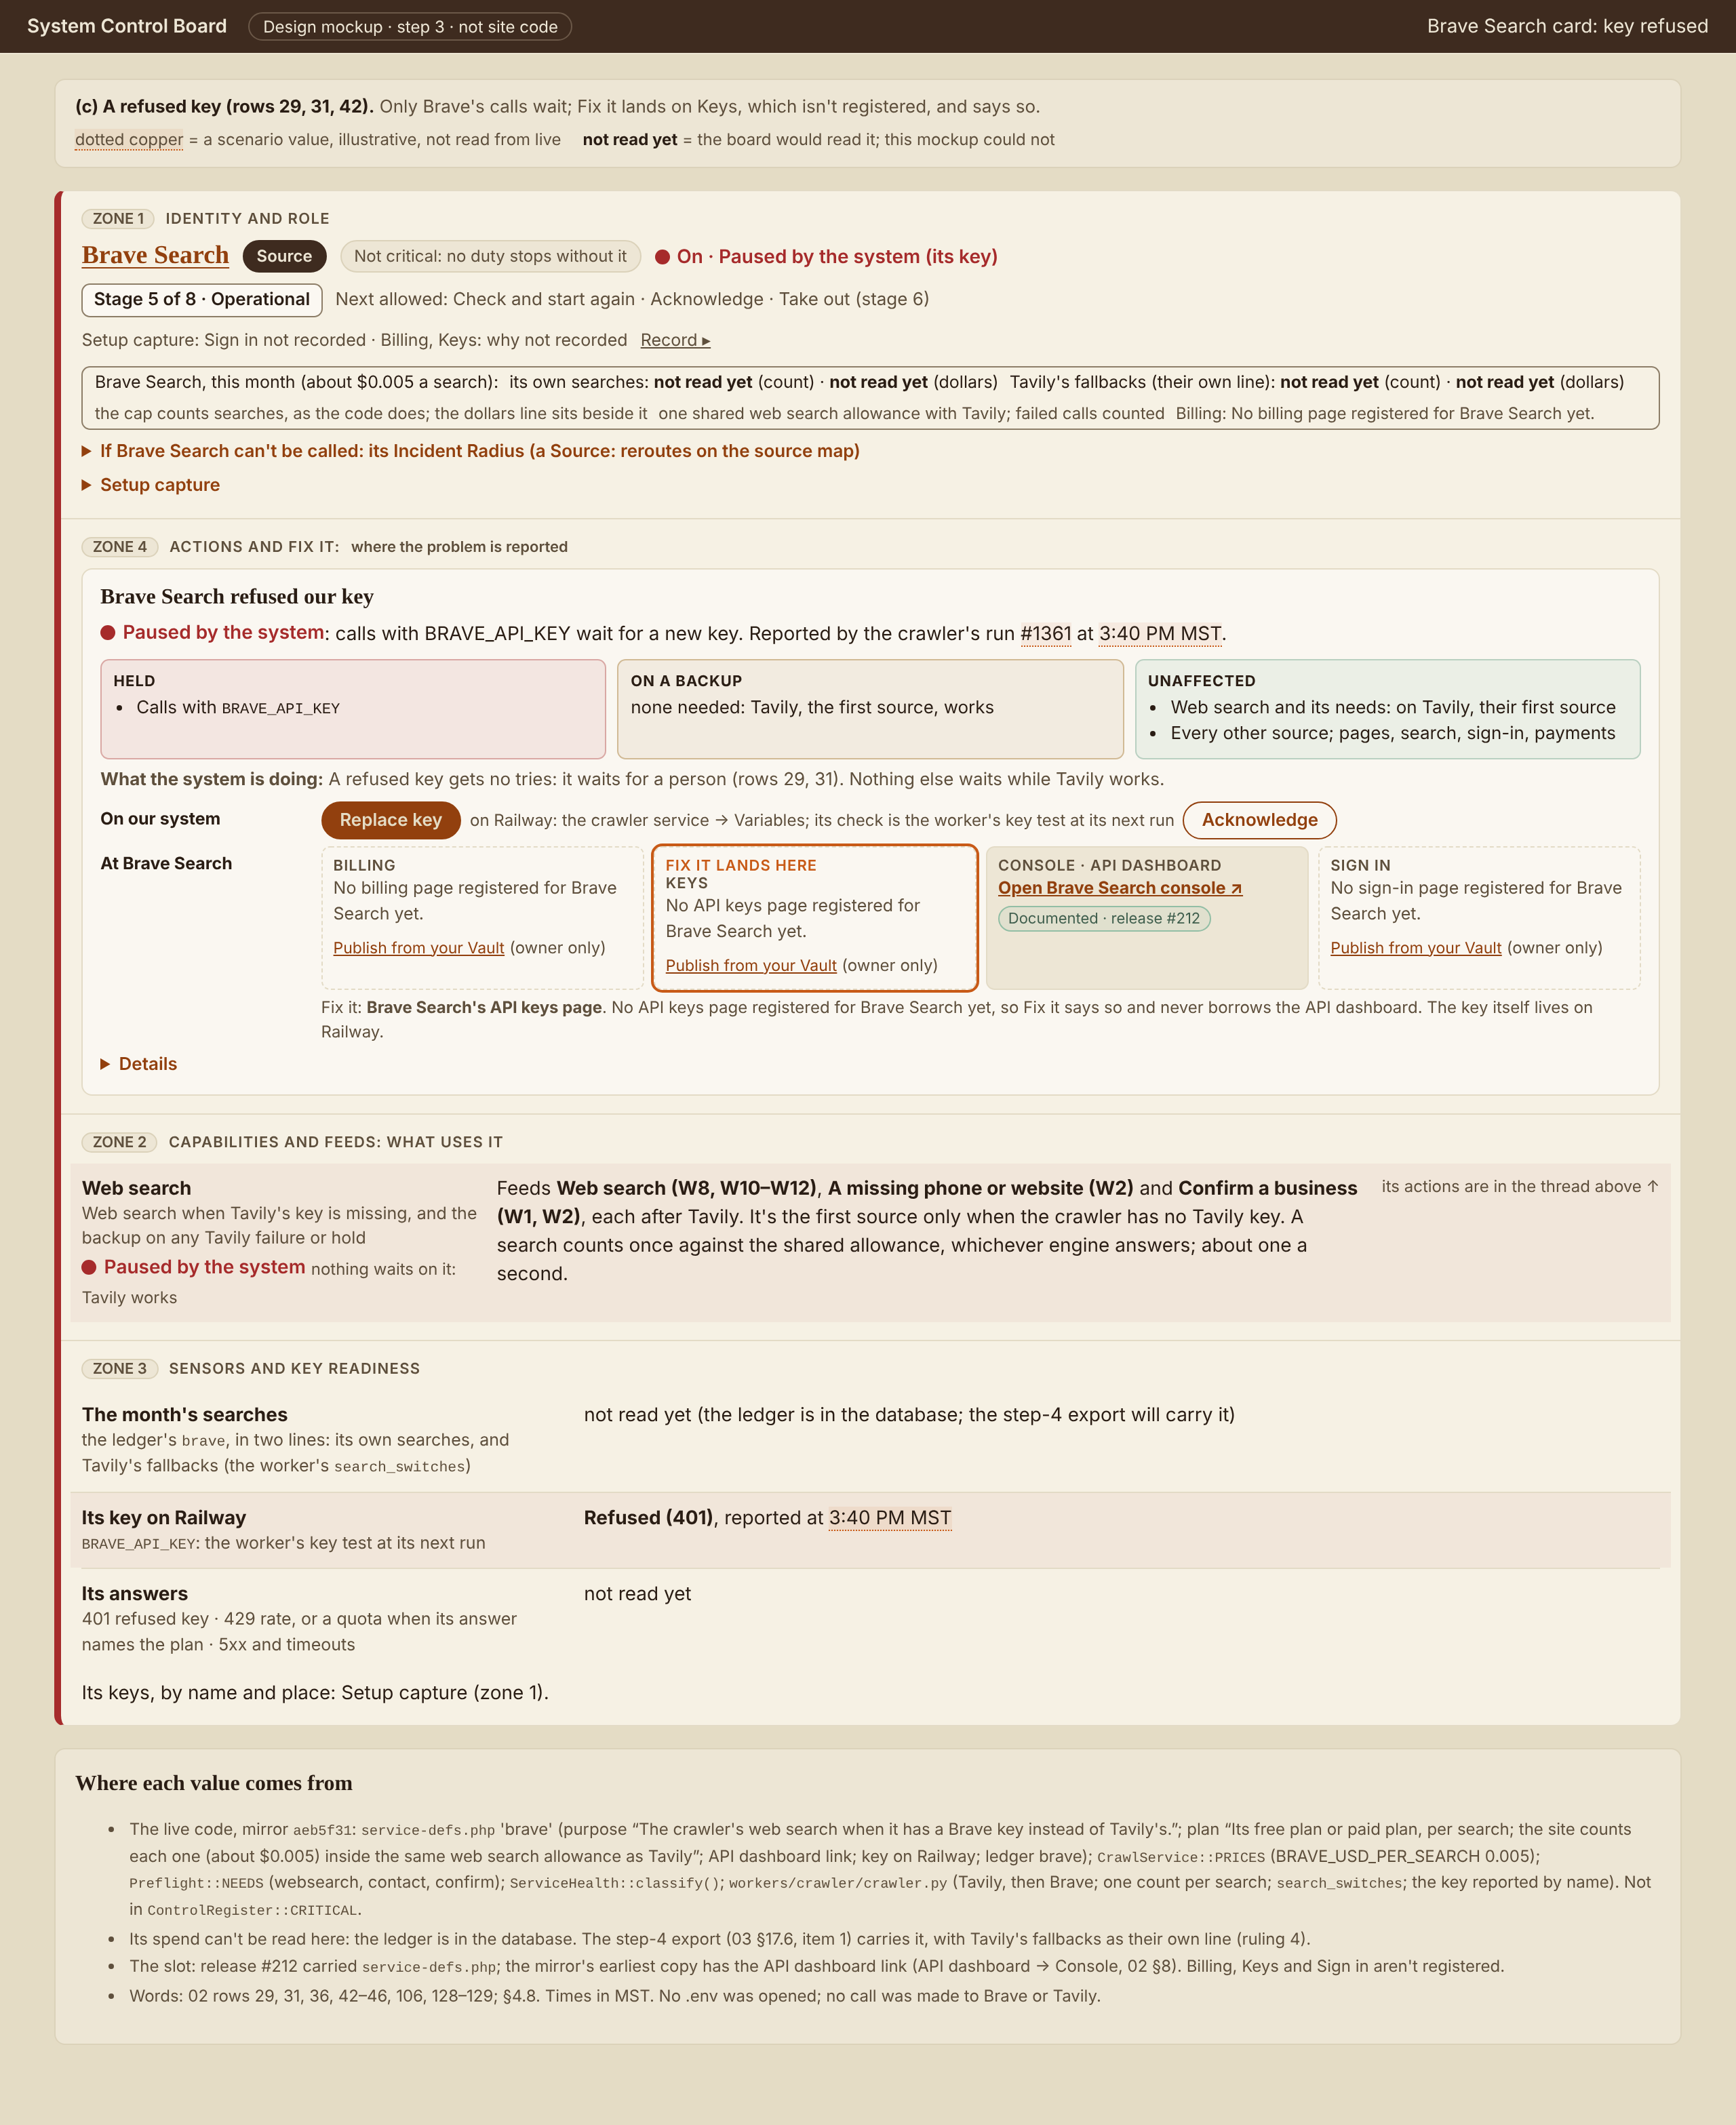 System Control Board
Design mockup · step 3 · not site code
Brave Search card: key refused
(c) A refused key (rows 29, 31, 42). Only Brave's calls wait; Fix it lands on Keys, which isn't registered, and says so.
dotted copper = a scenario value, illustrative, not read from live not read yet = the board would read it; this mockup could not
ZONE 1 IDENTITY AND ROLE
Brave Search Source Not critical: no duty stops without it On · Paused by the system (its key)
Stage 5 of 8 · Operational Next allowed: Check and start again · Acknowledge · Take out (stage 6)
Setup capture: Sign in not recorded · Billing, Keys: why not recorded Record ▸
Brave Search, this month (about $0.005 a search): its own searches: not read yet (count) · not read yet (dollars) Tavily's fallbacks (their own line): not read yet (count) · not read yet (dollars)
the cap counts searches, as the code does; the dollars line sits beside it one shared web search allowance with Tavily; failed calls counted Billing: No billing page registered for Brave Search yet.
▶ If Brave Search can't be called: its Incident Radius (a Source: reroutes on the source map)
▶ Setup capture
ZONE 4 ACTIONS AND FIX IT: where the problem is reported
Brave Search refused our key
Paused by the system: calls with BRAVE_API_KEY wait for a new key. Reported by the crawler's run #1361 at 3:40 PM MST.
HELD
• Calls with BRAVE_API_KEY
ON A BACKUP
none needed: Tavily, the first source, works
UNAFFECTED
• Web search and its needs: on Tavily, their first source
• Every other source; pages, search, sign-in, payments
What the system is doing: A refused key gets no tries: it waits for a person (rows 29, 31). Nothing else waits while Tavily works.
On our system Replace key on Railway: the crawler service → Variables; its check is the worker's key test at its next run Acknowledge
At Brave Search
BILLING
No billing page registered for Brave
Search yet.
Publish from your Vault (owner only)
FIX IT LANDS HERE
KEYS
No API keys page registered for
Brave Search yet.
Publish from your Vault (owner only)
CONSOLE · API DASHBOARD
Open Brave Search console ↗
Documented · release #212
SIGN IN
No sign-in page registered for Brave
Search yet.
Publish from your Vault (owner only)
Fix it: Brave Search's API keys page. No API keys page registered for Brave Search yet, so Fix it says so and never borrows the API dashboard. The key itself lives on
Railway.
▶ Details
ZONE 2 CAPABILITIES AND FEEDS: WHAT USES IT
Web search
Web search when Tavily's key is missing, and the
backup on any Tavily failure or hold
Paused by the system nothing waits on it:
Tavily works
Feeds Web search (W8, W10–W12), A missing phone or website (W2) and Confirm a business
(W1, W2), each after Tavily. It's the first source only when the crawler has no Tavily key. A
search counts once against the shared allowance, whichever engine answers; about one a
second.
its actions are in the thread above ↑
ZONE 3 SENSORS AND KEY READINESS
The month's searches
the ledger's brave, in two lines: its own searches, and
Tavily's fallbacks (the worker's search_switches)
not read yet (the ledger is in the database; the step-4 export will carry it)
Its key on Railway
BRAVE_API_KEY: the worker's key test at its next run
Refused (401), reported at 3:40 PM MST
Its answers
401 refused key · 429 rate, or a quota when its answer
names the plan · 5xx and timeouts
not read yet
Its keys, by name and place: Setup capture (zone 1).
Where each value comes from
• The live code, mirror aeb5f31: service-defs.php 'brave' (purpose “The crawler's web search when it has a Brave key instead of Tavily's.”; plan “Its free plan or paid plan, per search; the site counts
each one (about $0.005) inside the same web search allowance as Tavily”; API dashboard link; key on Railway; ledger brave); CrawlService::PRICES (BRAVE_USD_PER_SEARCH 0.005);
Preflight::NEEDS (websearch, contact, confirm); ServiceHealth::classify(); workers/crawler/crawler.py (Tavily, then Brave; one count per search; search_switches; the key reported by name). Not
in ControlRegister::CRITICAL.
• Its spend can't be read here: the ledger is in the database. The step-4 export (03 §17.6, item 1) carries it, with Tavily's fallbacks as their own line (ruling 4).
• The slot: release #212 carried service-defs.php; the mirror's earliest copy has the API dashboard link (API dashboard → Console, 02 §8). Billing, Keys and Sign in aren't registered.
• Words: 02 rows 29, 31, 36, 42–46, 106, 128–129; §4.8. Times in MST. No .env was opened; no call was made to Brave or Tavily.